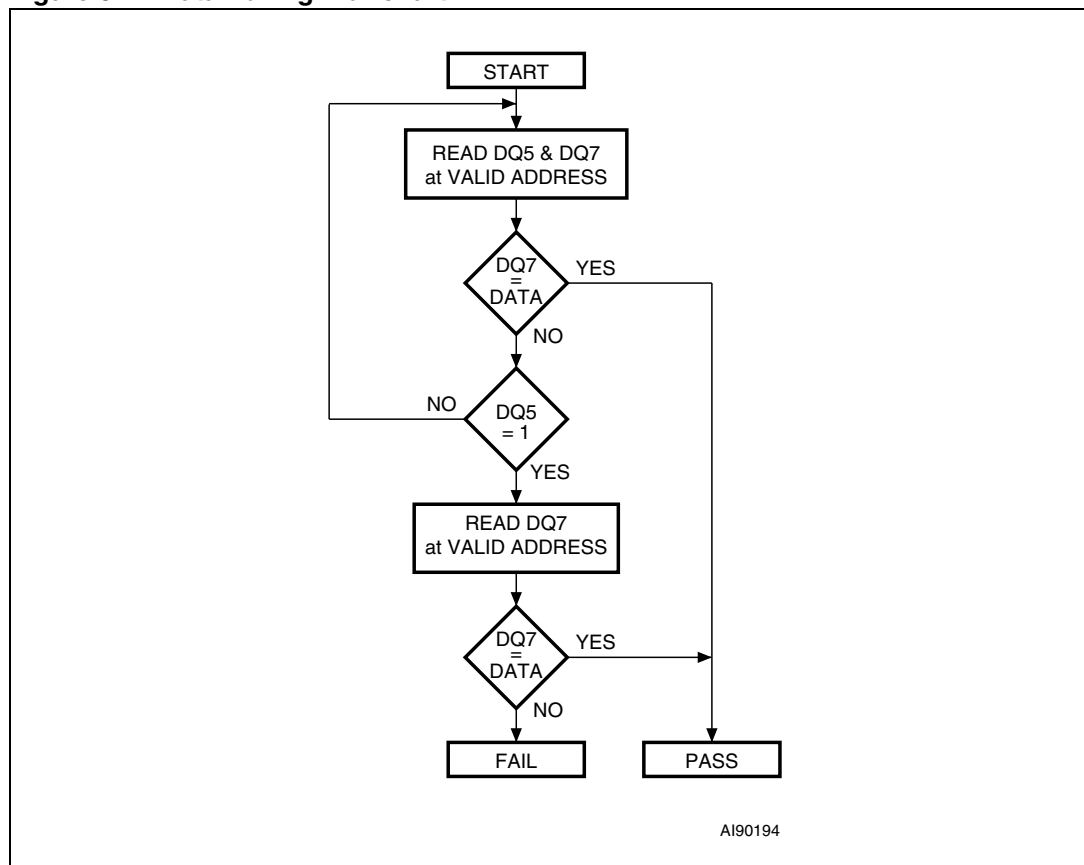 START
READ DQ5 & DQ7
at VALID ADDRESS
DQ7
=
DATA
YES
NO
NO
DQ5
= 1
YES
READ DQ7
at VALID ADDRESS
DQ7
=
DATA
YES
NO
FAIL
PASS
AI90194